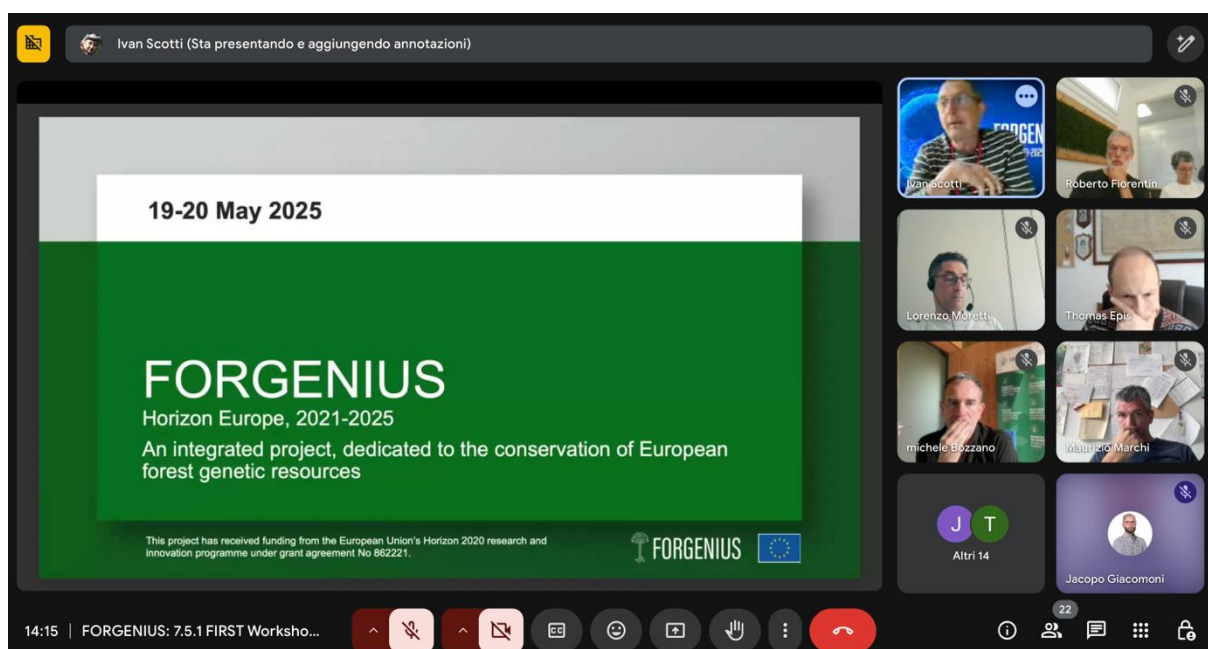 Ivan Scotti (Sta presentando e aggiungendo annotazioni)
19-20 May 2025
FORGENIUS
Horizon Europe, 2021-2025
An integrated project, dedicated to the conservation of European
forest genetic resources
This project has received funding from the European Union's Horizon 2020 research and
innovation programme under grant agreement No 862221.
FORGENIUS
Ivan Scotti
Roberto Fiorentin
Lorenzo Moretti
Thomas Epis
michele Bozzano
Maurizio Marchi
J T
Altri 14
Jacopo Giacomoni
14:15 | FORGENIUS: 7.5.1 FIRST Worksho...
CC
22